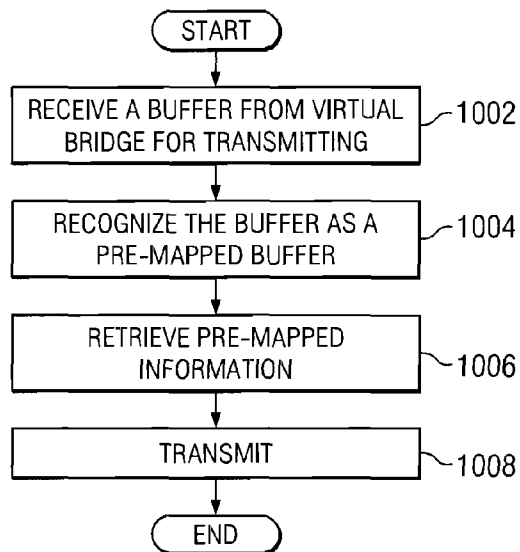 START
RECEIVE A BUFFER FROM VIRTUAL
BRIDGE FOR TRANSMITTING
1002
RECOGNIZE THE BUFFER AS A
PRE-MAPPED BUFFER
1004
RETRIEVE PRE-MAPPED
INFORMATION
1006
TRANSMIT
1008
END